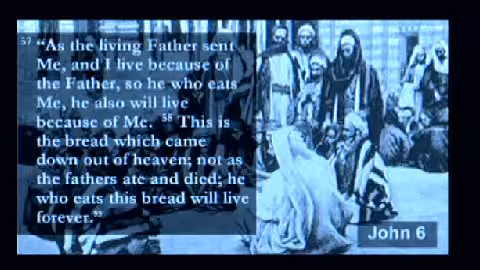 57 “As the living Father sent
Me, and I live because of
the Father, so he who eats
Me, he also will live
because of Me. 58 This is
the bread which came
down out of heaven; not as
the fathers ate and died; he
who eats this bread will live
forever.”
John 6